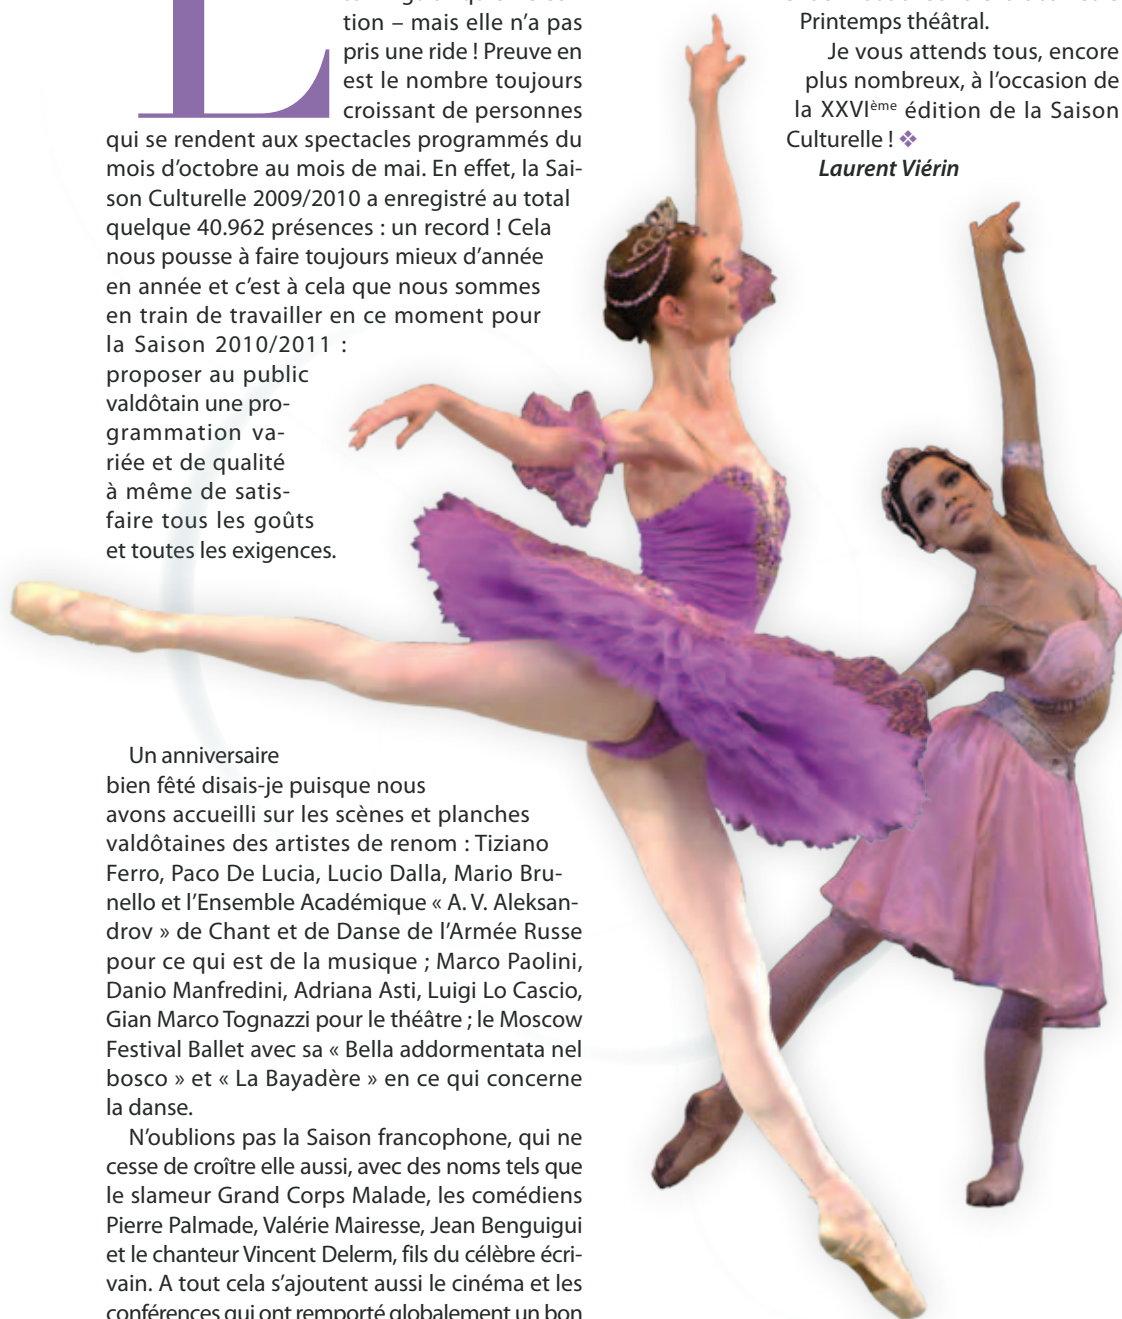 L
tion – mais elle n'a pas
pris une ride ! Preuve en
est le nombre toujours
croissant de personnes
qui se rendent aux spectacles programmés du
mois d'octobre au mois de mai. En effet, la Sai-
son Culturelle 2009/2010 a enregistré au total
quelque 40.962 présences : un record ! Cela
nous pousse à faire toujours mieux d'année
en année et c'est à cela que nous sommes
en train de travailler en ce moment pour
la Saison 2010/2011 :
proposer au public
valdôtain une pro-
grammation va-
riée et de qualité
à même de satis-
faire tous les goûts
et toutes les exigences.
Un anniversaire
bien fêté disais-je puisque nous
avons accueilli sur les scènes et planches
valdôtaines des artistes de renom : Tiziano
Ferro, Paco De Lucia, Lucio Dalla, Mario Bru-
nello et l'Ensemble Académique « A. V. Aleksan-
drov » de Chant et de Danse de l'Armée Russe
pour ce qui est de la musique ; Marco Paolini,
Danio Manfredini, Adriana Asti, Luigi Lo Cascio,
Gian Marco Tognazzi pour le théâtre ; le Moscow
Festival Ballet avec sa « Bella addormentata nel
bosco » et « La Bayadère » en ce qui concerne
la danse.
N'oublions pas la Saison francophone, qui ne
cesse de croître elle aussi, avec des noms tels que
le slameur Grand Corps Malade, les comédiens
Pierre Palmade, Valérie Mairesse, Jean Benguigui
et le chanteur Vincent Delerm, fils du célèbre écri-
vain. A tout cela s'ajoutent aussi le cinéma et les
conférences qui ont remporté globalement un bon
Printemps théâtral.
Je vous attends tous, encore
plus nombreux, à l'occasion de
la XXVIème édition de la Saison
Culturelle ! ❖
Laurent Viérin